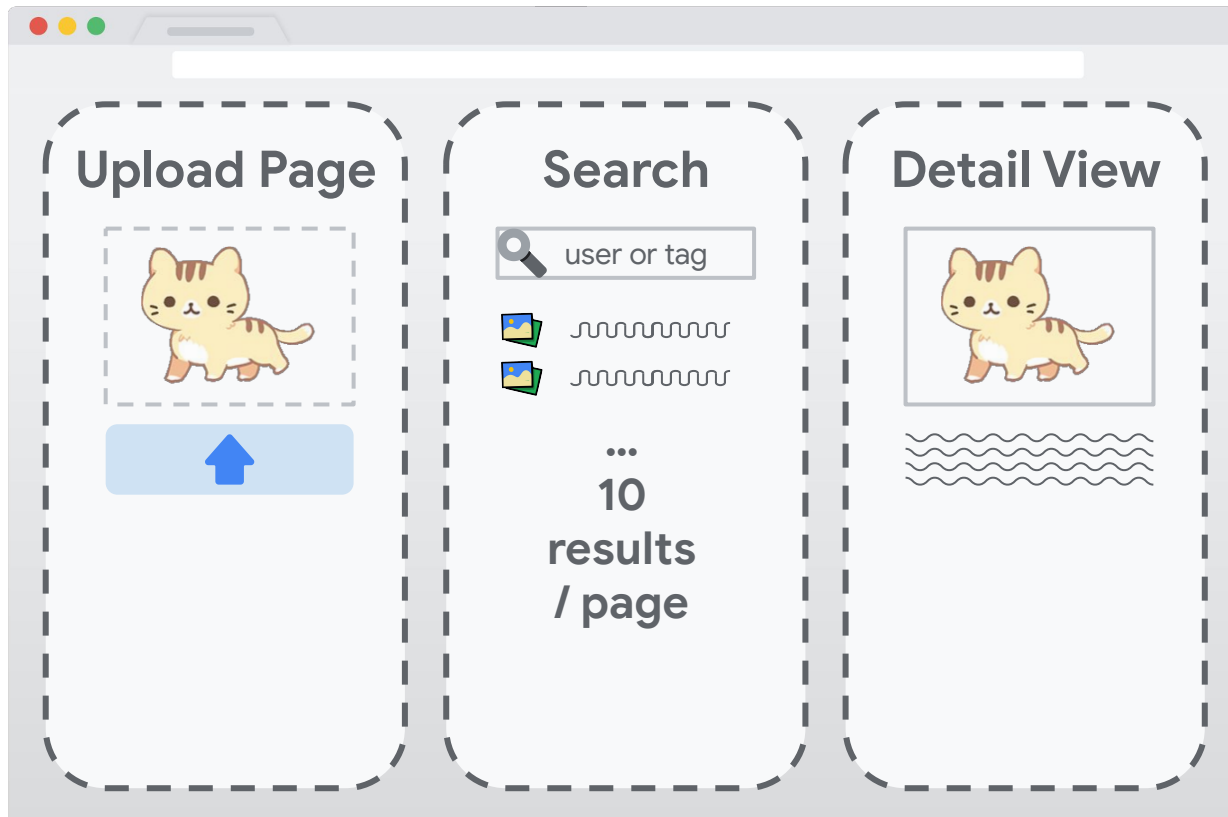 Upload Page
Search
Detail View
user or tag
...
10
results
/ page